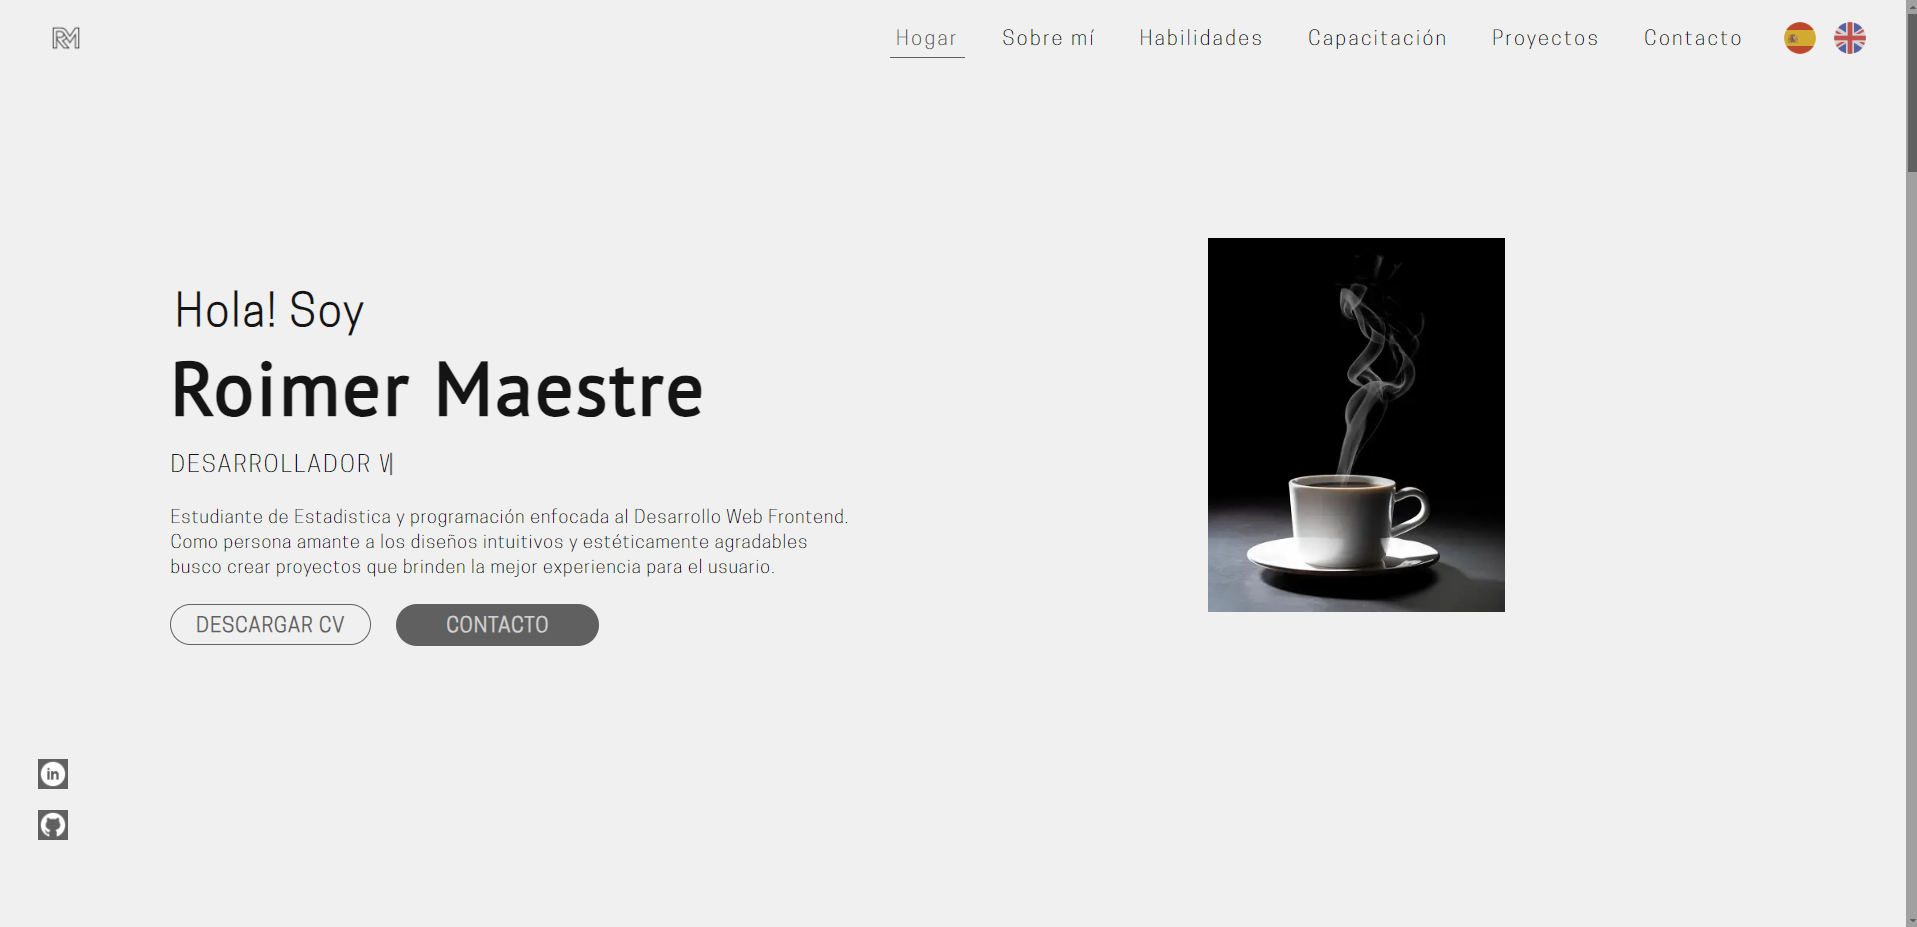 RM
Hogar Sobre mí Habilidades Capacitación Proyectos Contacto
Hola! Soy
Roimer Maestre
DESARROLLADOR V
Estudiante de Estadistica y programación enfocada al Desarrollo Web Frontend.
Como persona amante a los diseños intuitivos y estéticamente agradables
busco crear proyectos que brinden la mejor experiencia para el usuario.
DESCARGAR CV CONTACTO
in